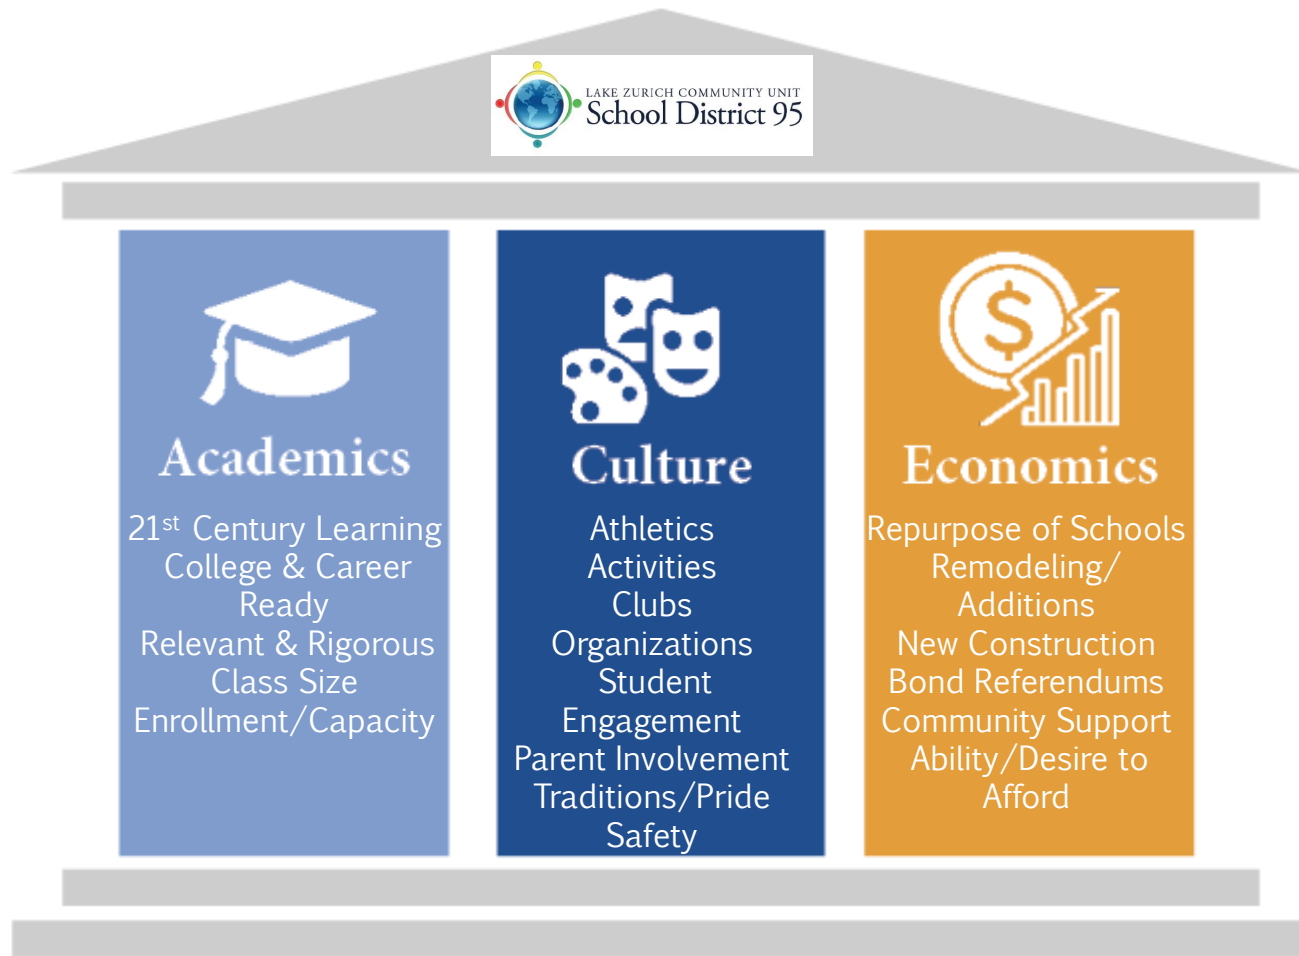 LAKE ZURICH COMMUNITY UNIT
School District 95
Academics
21st Century Learning
College & Career
Ready
Relevant & Rigorous
Class Size
Enrollment/Capacity
Culture
Athletics
Activities
Clubs
Organizations
Student
Engagement
Parent Involvement
Traditions/Pride
Safety
Economics
Repurpose of Schools
Remodeling/
Additions
New Construction
Bond Referendums
Community Support
Ability/Desire to
Afford